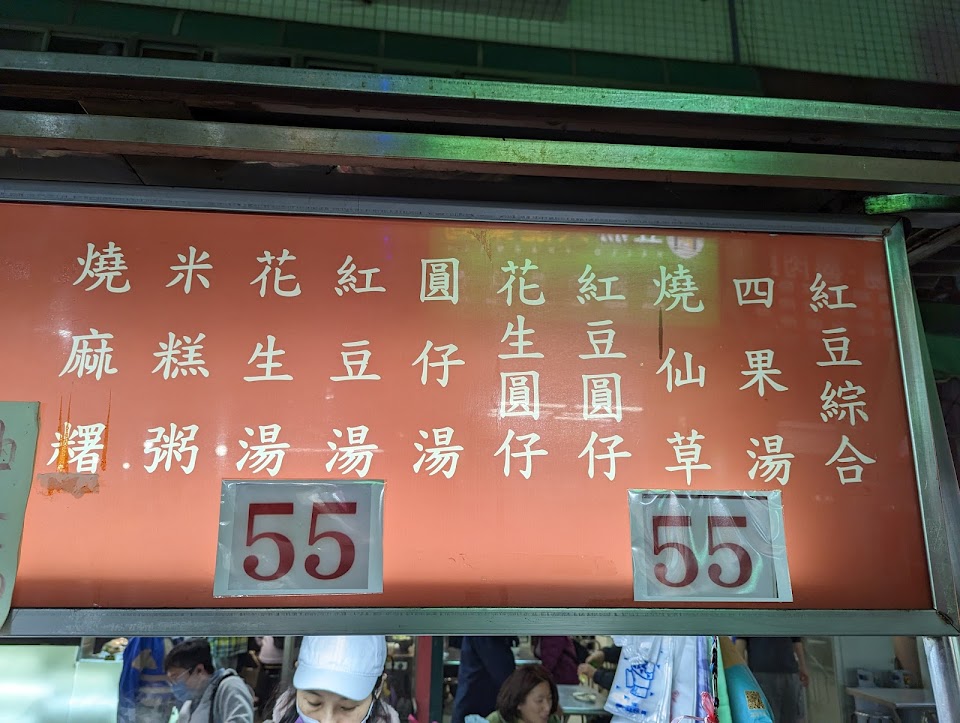 紅豆綜合
四果湯
燒仙草
紅豆圓仔
花生圓仔
圓仔湯
紅豆湯
花生湯
米糕粥
燒麻糬
55
55